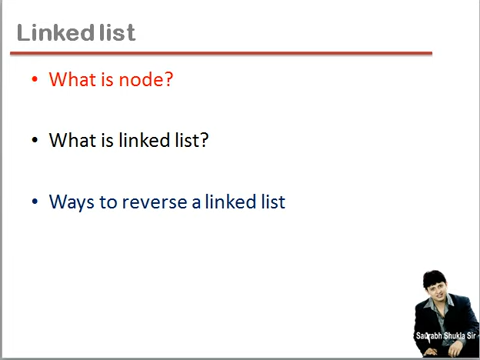 Linked list
• What is node?
• What is linked list?
• Ways to reverse a linked list
Saurabh Shukla Sir